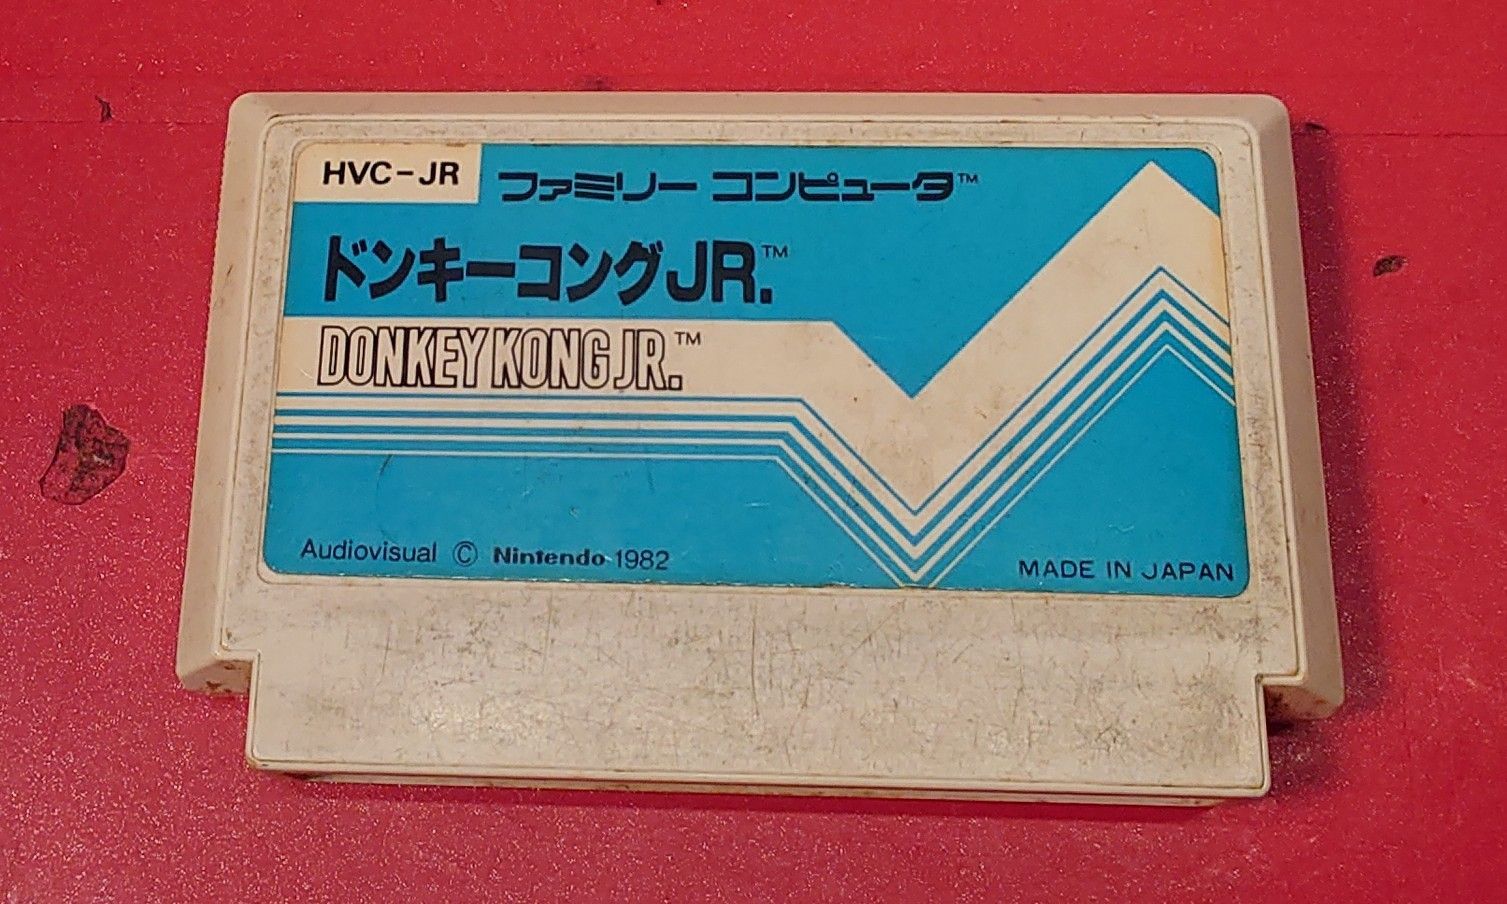 HVC-JR
ファミリー コンピュータ™
ドンキーコングJR.™
DONKEY KONG JR.™
Audiovisual © Nintendo 1982
MADE IN JAPAN